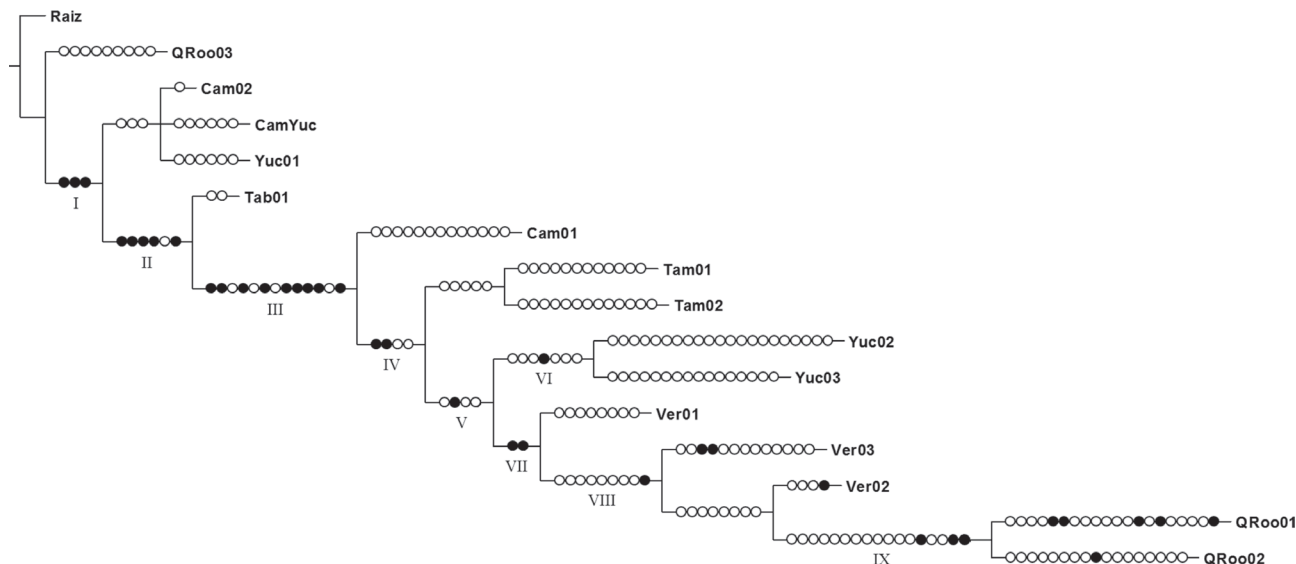 Raiz
QRoo03
Cam02
CamYuc
Yuc01
I
Tab01
II
Cam01
Tam01
III
Tam02
Yuc02
IV
Yuc03
VI
V
Ver01
Ver03
VII
Ver02
VIII
QRoo01
IX
QRoo02